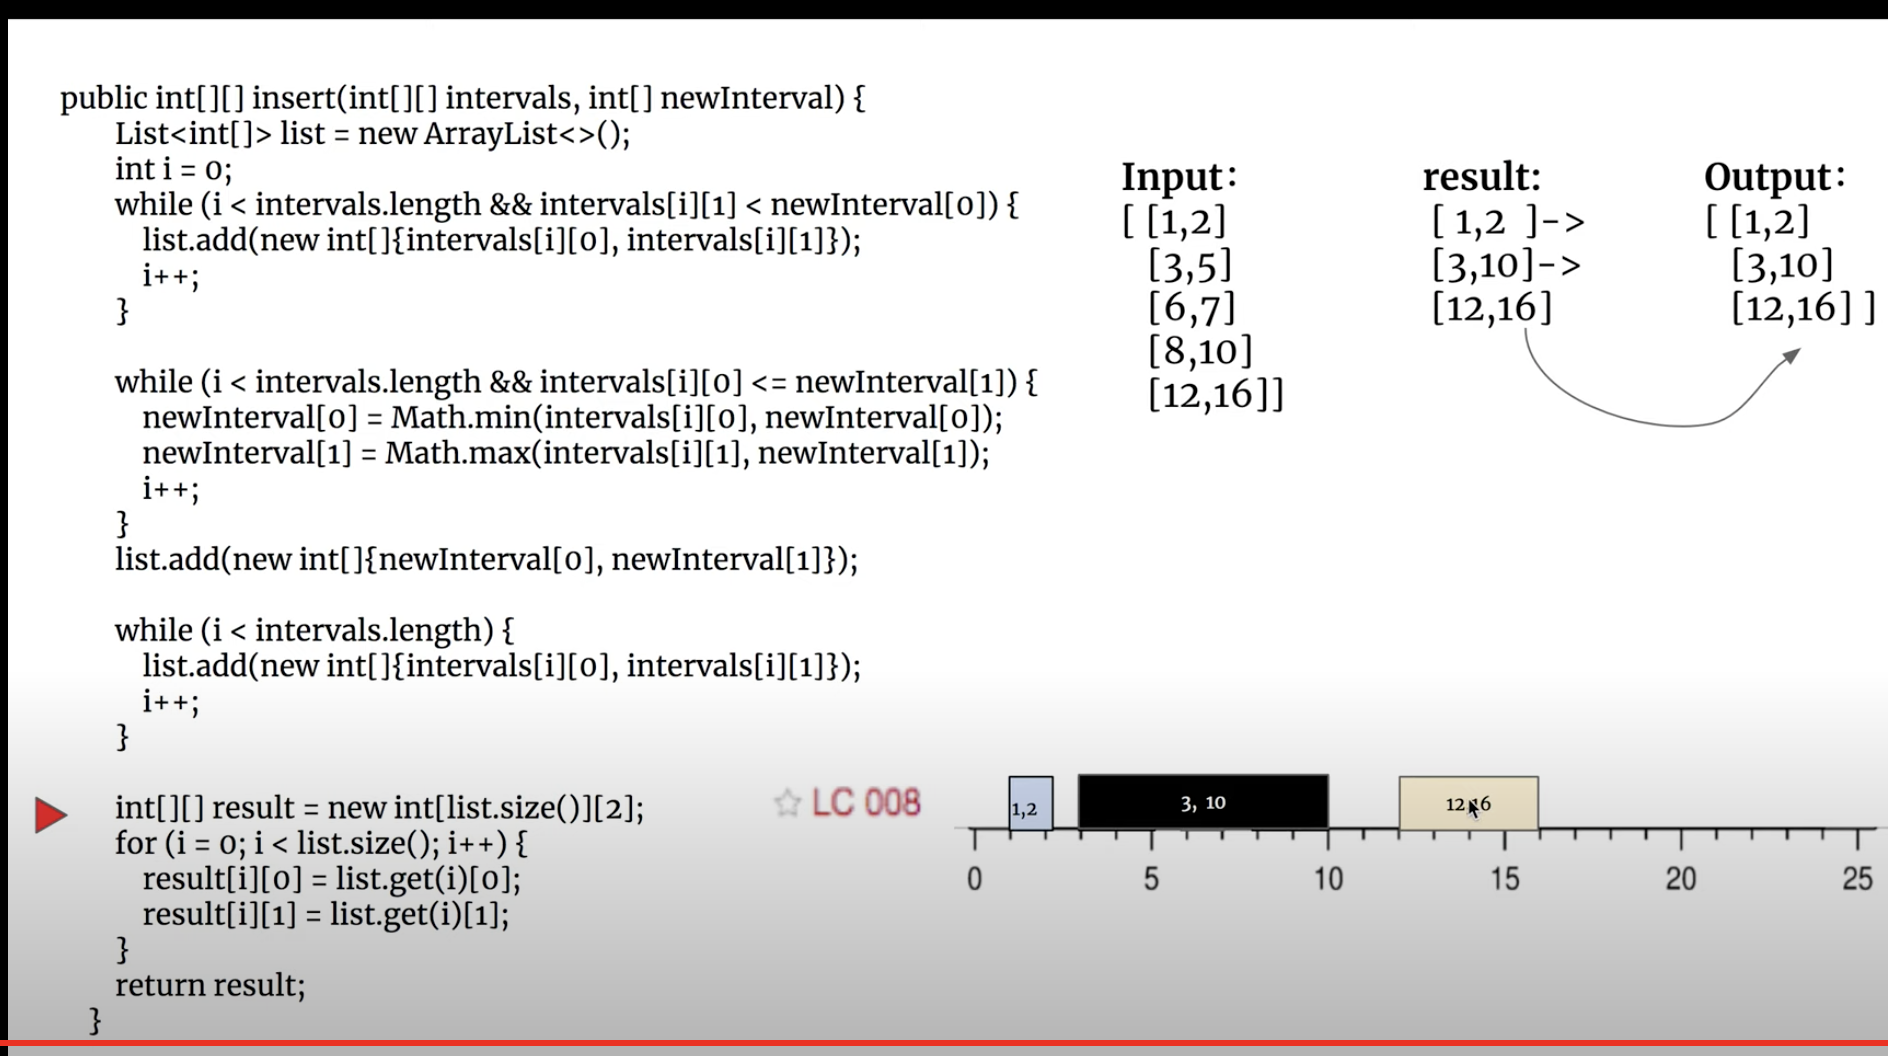 public int[][] insert(int[][] intervals, int[] newInterval) {
List<int[]> list = new ArrayList<>();
int i = 0;
while (i < intervals.length && intervals[i][1] < newInterval[0]) {
list.add(new int[]{intervals[i][0], intervals[i][1]});
i++;
}
while (i < intervals.length && intervals[i][0] <= newInterval[1]) {
newInterval[0] = Math.min(intervals[i][0], newInterval[0]);
newInterval[1] = Math.max(intervals[i][1], newInterval[1]);
i++;
}
list.add(new int[]{newInterval[0], newInterval[1]});
while (i < intervals.length) {
list.add(new int[]{intervals[i][0], intervals[i][1]});
i++;
}
int[][] result = new int[list.size()][2];
for (i = 0; i < list.size(); i++) {
result[i][0] = list.get(i)[0];
result[i][1] = list.get(i)[1];
}
return result;
}
Input:
[ [1,2]
[3,5]
[6,7]
[8,10]
[12,16]]
result:
[ 1,2 ]->
[3,10]->
[12,16]
Output:
[ [1,2]
[3,10]
[12,16] ]
LC 008
1,2
3, 10
12,16
0 5 10 15 20 25